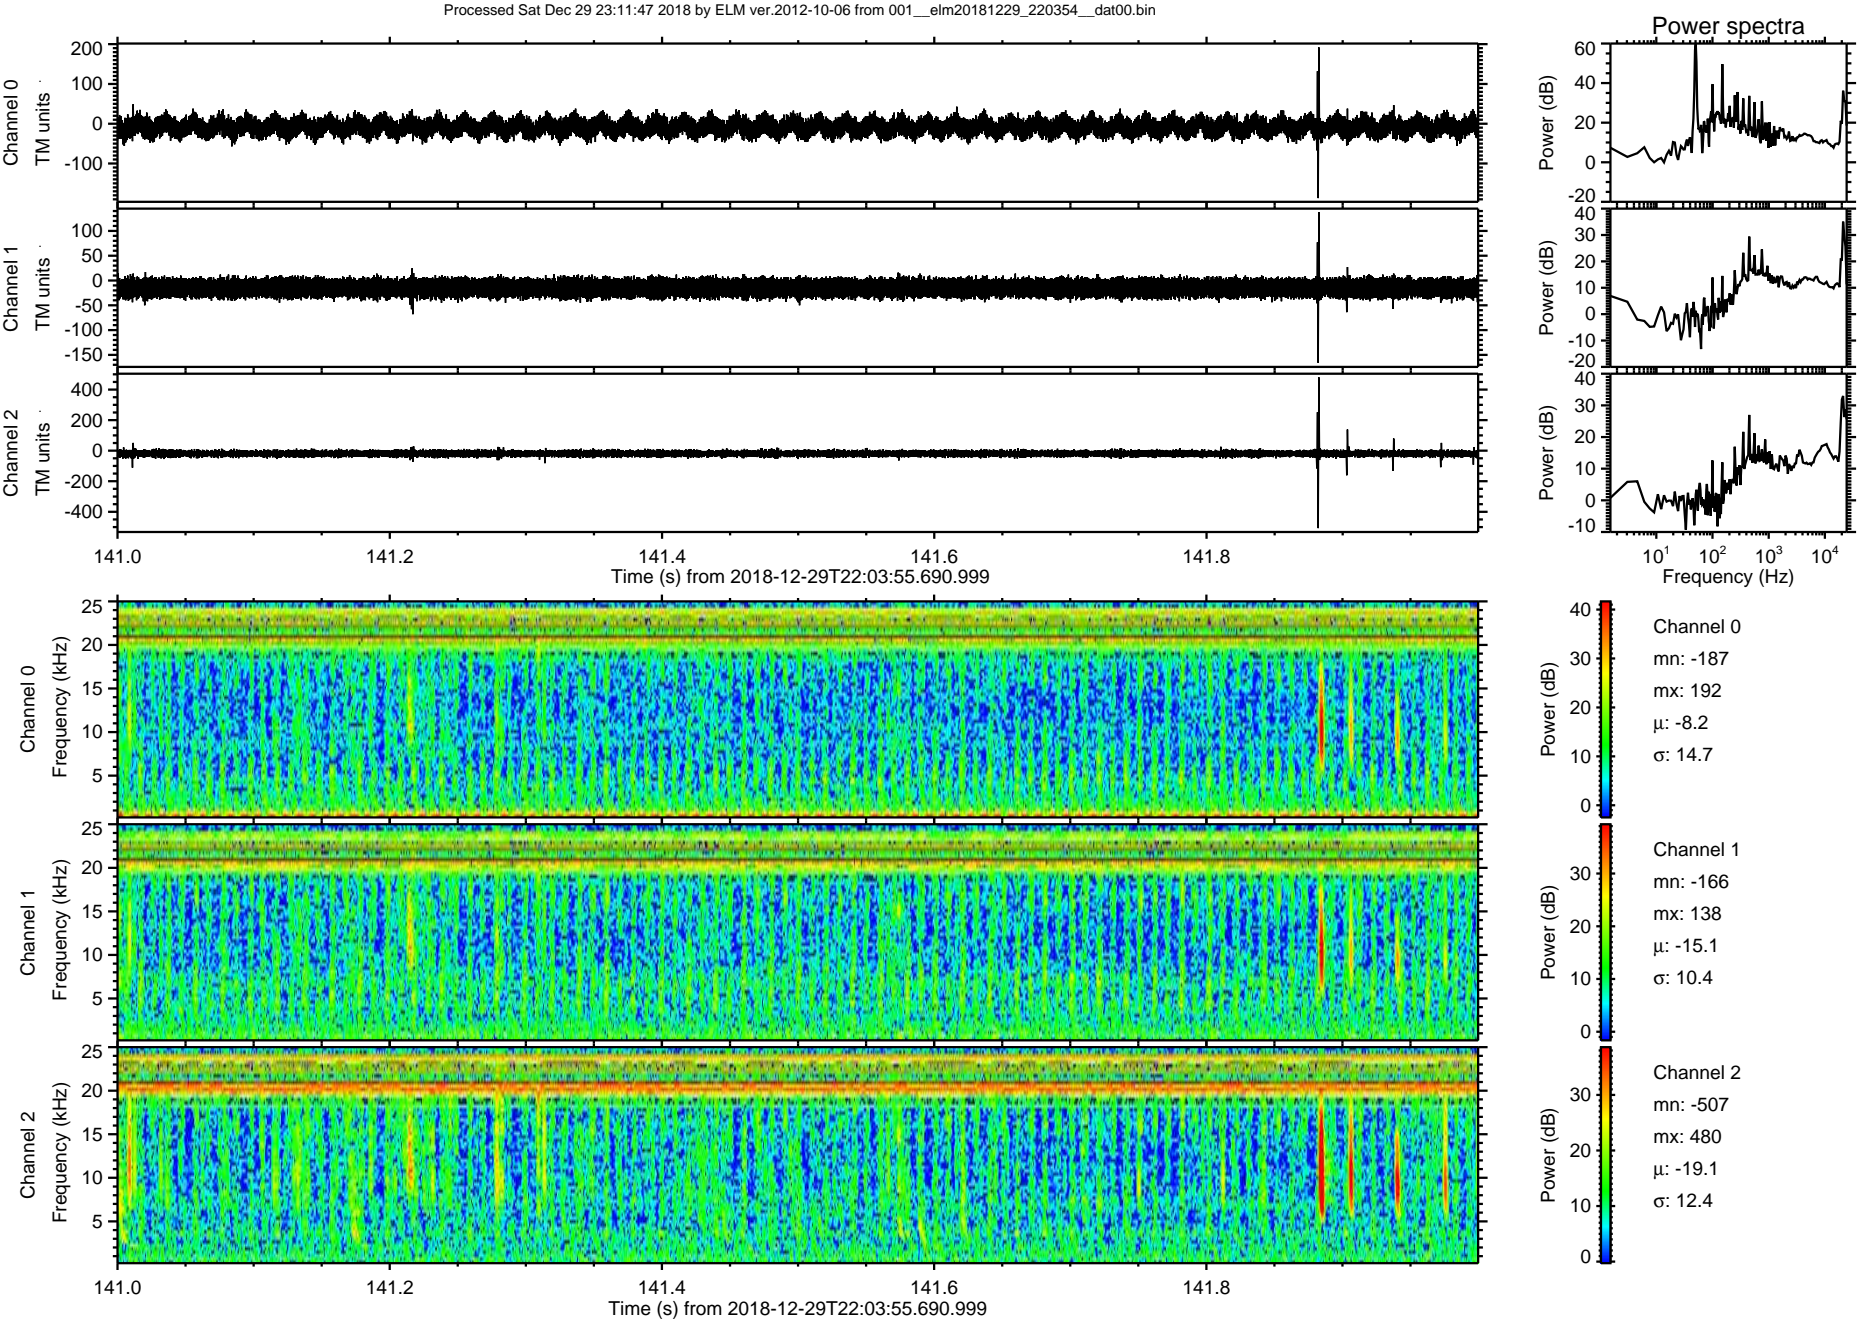 Processed Sat Dec 29 23:11:47 2018 by ELM ver.2012-10-06 from 001__elm20181229_220354__dat00.bin
Power spectra
Channel 0
TM units
200
100
0
-100
Power (dB)
60
40
20
0
-20
Channel 1
TM units
100
50
0
-50
-100
-150
Power (dB)
40
30
20
10
0
-10
-20
Channel 2
TM units
400
200
0
-200
-400
Power (dB)
40
30
20
10
0
-10
141.0 141.2 141.4 141.6 141.8
Time (s) from 2018-12-29T22:03:55.690.999
10¹ 10² 10³ 10⁴
Frequency (Hz)
Channel 0
Frequency (kHz)
25
20
15
10
5
Power (dB)
40
30
20
10
0
Channel 0
mn: -187
mx: 192
µ: -8.2
σ: 14.7
Channel 1
Frequency (kHz)
25
20
15
10
5
Power (dB)
30
20
10
0
Channel 1
mn: -166
mx: 138
µ: -15.1
σ: 10.4
Channel 2
Frequency (kHz)
25
20
15
10
5
Power (dB)
30
20
10
0
Channel 2
mn: -507
mx: 480
µ: -19.1
σ: 12.4
141.0 141.2 141.4 141.6 141.8
Time (s) from 2018-12-29T22:03:55.690.999